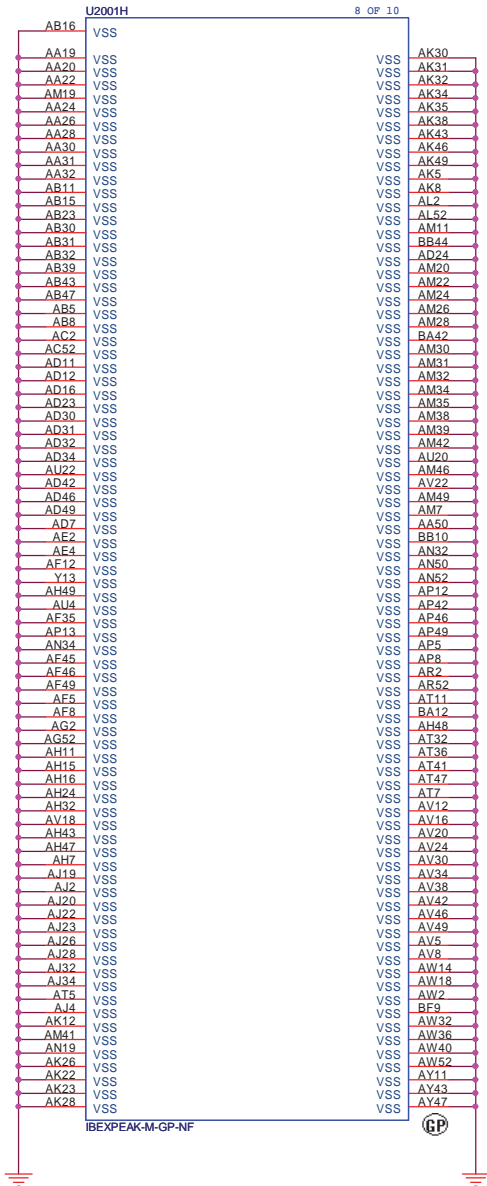 U2001H 8 OF 10
AB16 VSS
AA19 VSS VSS AK30
AA20 VSS VSS AK31
AA22 VSS VSS AK32
AM19 VSS VSS AK34
AA24 VSS VSS AK35
AA26 VSS VSS AK38
AA28 VSS VSS AK43
AA30 VSS VSS AK46
AA31 VSS VSS AK49
AA32 VSS VSS AK5
AB11 VSS VSS AK8
AB15 VSS VSS AL2
AB23 VSS VSS AL52
AB30 VSS VSS AM11
AB31 VSS VSS BB44
AB32 VSS VSS AD24
AB39 VSS VSS AM20
AB43 VSS VSS AM22
AB47 VSS VSS AM24
AB5 VSS VSS AM26
AB8 VSS VSS AM28
AC2 VSS VSS BA42
AC52 VSS VSS AM30
AD11 VSS VSS AM31
AD12 VSS VSS AM32
AD16 VSS VSS AM34
AD23 VSS VSS AM35
AD30 VSS VSS AM38
AD31 VSS VSS AM39
AD32 VSS VSS AM42
AD34 VSS VSS AU20
AU22 VSS VSS AM46
AD42 VSS VSS AV22
AD46 VSS VSS AM49
AD49 VSS VSS AM7
AD7 VSS VSS AA50
AE2 VSS VSS BB10
AE4 VSS VSS AN32
AF12 VSS VSS AN50
Y13 VSS VSS AN52
AH49 VSS VSS AP12
AU4 VSS VSS AP42
AF35 VSS VSS AP46
AP13 VSS VSS AP49
AN34 VSS VSS AP5
AF45 VSS VSS AP8
AF46 VSS VSS AR2
AF49 VSS VSS AR52
AF5 VSS VSS AT11
AF8 VSS VSS BA12
AG2 VSS VSS AH48
AG52 VSS VSS AT32
AH11 VSS VSS AT36
AH15 VSS VSS AT41
AH16 VSS VSS AT47
AH24 VSS VSS AT7
AH32 VSS VSS AV12
AV18 VSS VSS AV16
AH43 VSS VSS AV20
AH47 VSS VSS AV24
AH7 VSS VSS AV30
AJ19 VSS VSS AV34
AJ2 VSS VSS AV38
AJ20 VSS VSS AV42
AJ22 VSS VSS AV46
AJ23 VSS VSS AV49
AJ26 VSS VSS AV5
AJ28 VSS VSS AV8
AJ32 VSS VSS AW14
AJ34 VSS VSS AW18
AT5 VSS VSS AW2
AJ4 VSS VSS BF9
AK12 VSS VSS AW32
AM41 VSS VSS AW36
AN19 VSS VSS AW40
AK26 VSS VSS AW52
AK22 VSS VSS AY11
AK23 VSS VSS AY43
AK28 VSS VSS AY47
IBEXPEAK-M-GP-NF GP